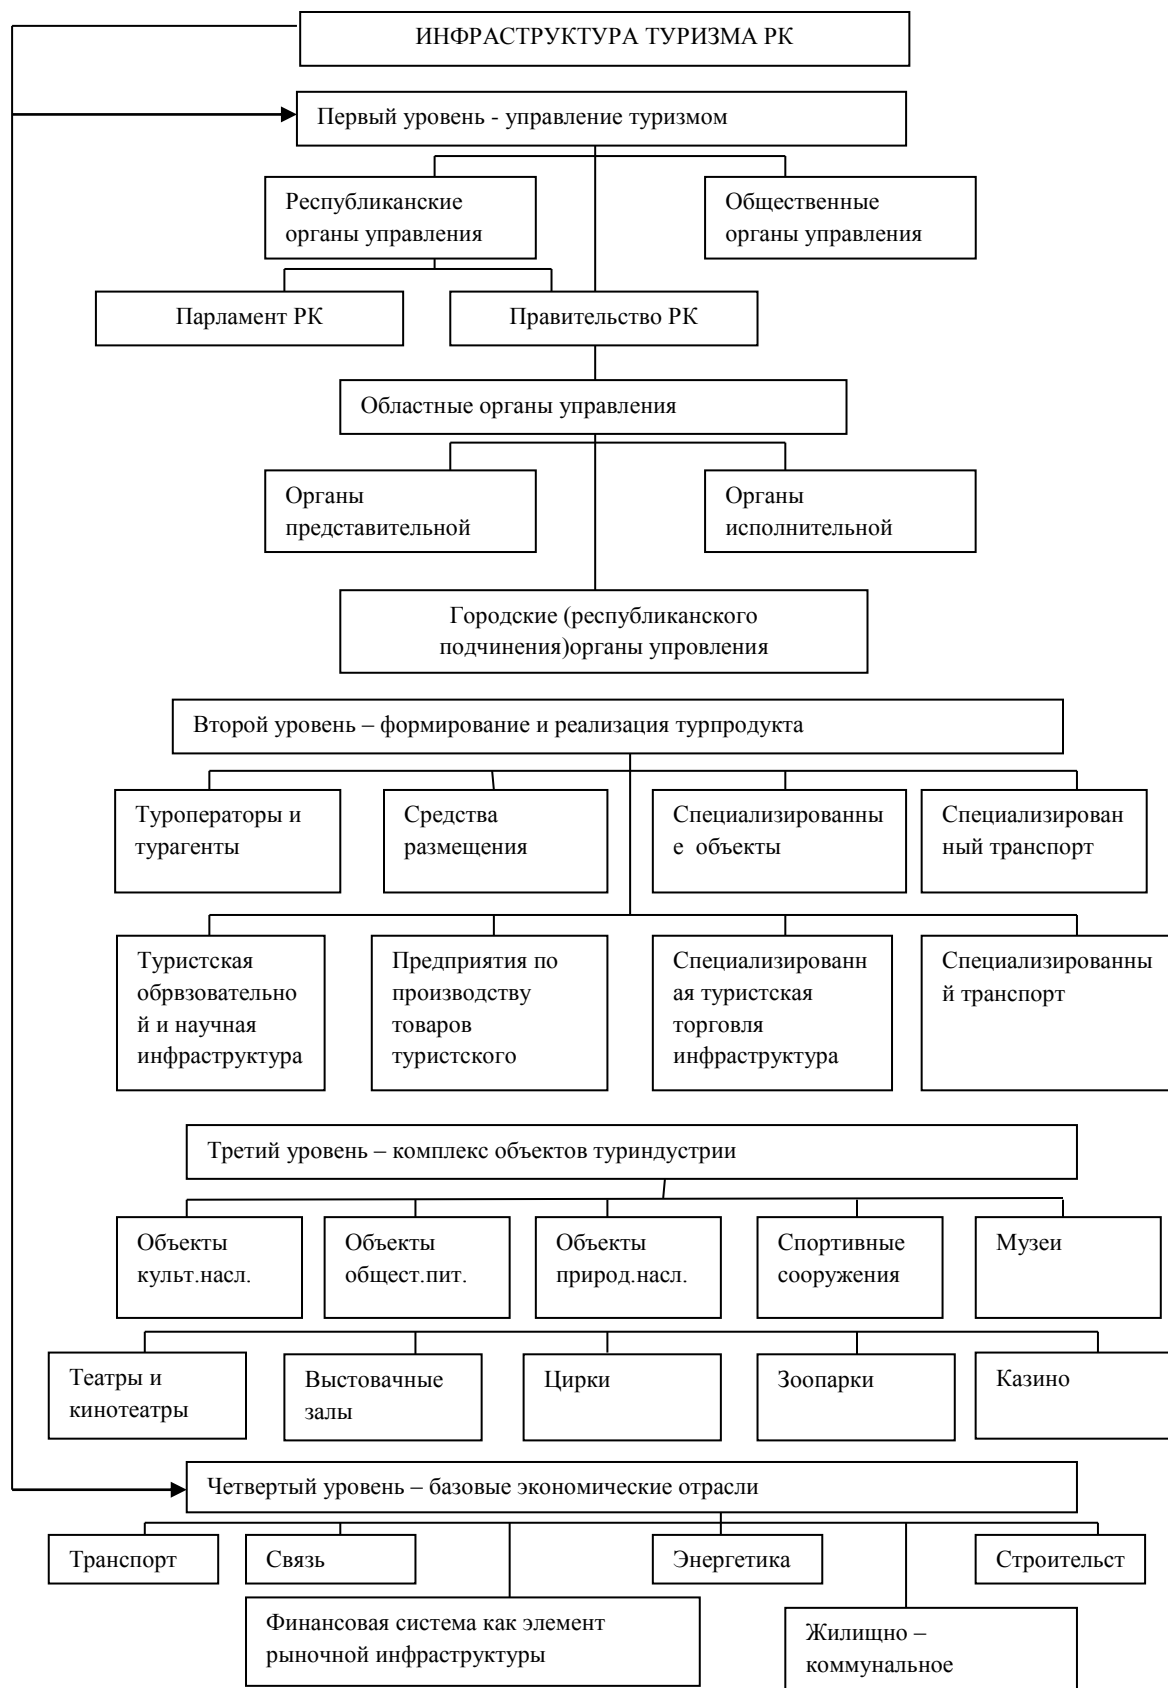 ИНФРАСТРУКТУРА ТУРИЗМА РК
Первый уровень - управление туризмом
Республиканские
органы управления
Общественные
органы управления
Парламент РК
Правительство РК
Областные органы управления
Органы
представительной
Органы
исполнительной
Городские (республиканского
подчинения)органы упровления
Второй уровень – формирование и реализация турпродукта
Туроператоры и
турагенты
Средства
размещения
Специализированны
е объекты
Специализирован
ный транспорт
Туристская
обрвзовательно
й и научная
инфраструктура
Предприятия по
производству
товаров
туристского
Специализированн
ая туристская
торговля
инфраструктура
Специализированны
й транспорт
Третий уровень – комплекс объектов туриндустрии
Объекты
культ.насл.
Объекты
общест.пит.
Объекты
природ.насл.
Спортивные
сооружения
Музеи
Театры и
кинотеатры
Выстовачные
залы
Цирки
Зоопарки
Казино
Четвертый уровень – базовые экономические отрасли
Транспорт
Связь
Энергетика
Строительст
Финансовая система как элемент
рыночной инфраструктуры
Жилищно –
коммунальное